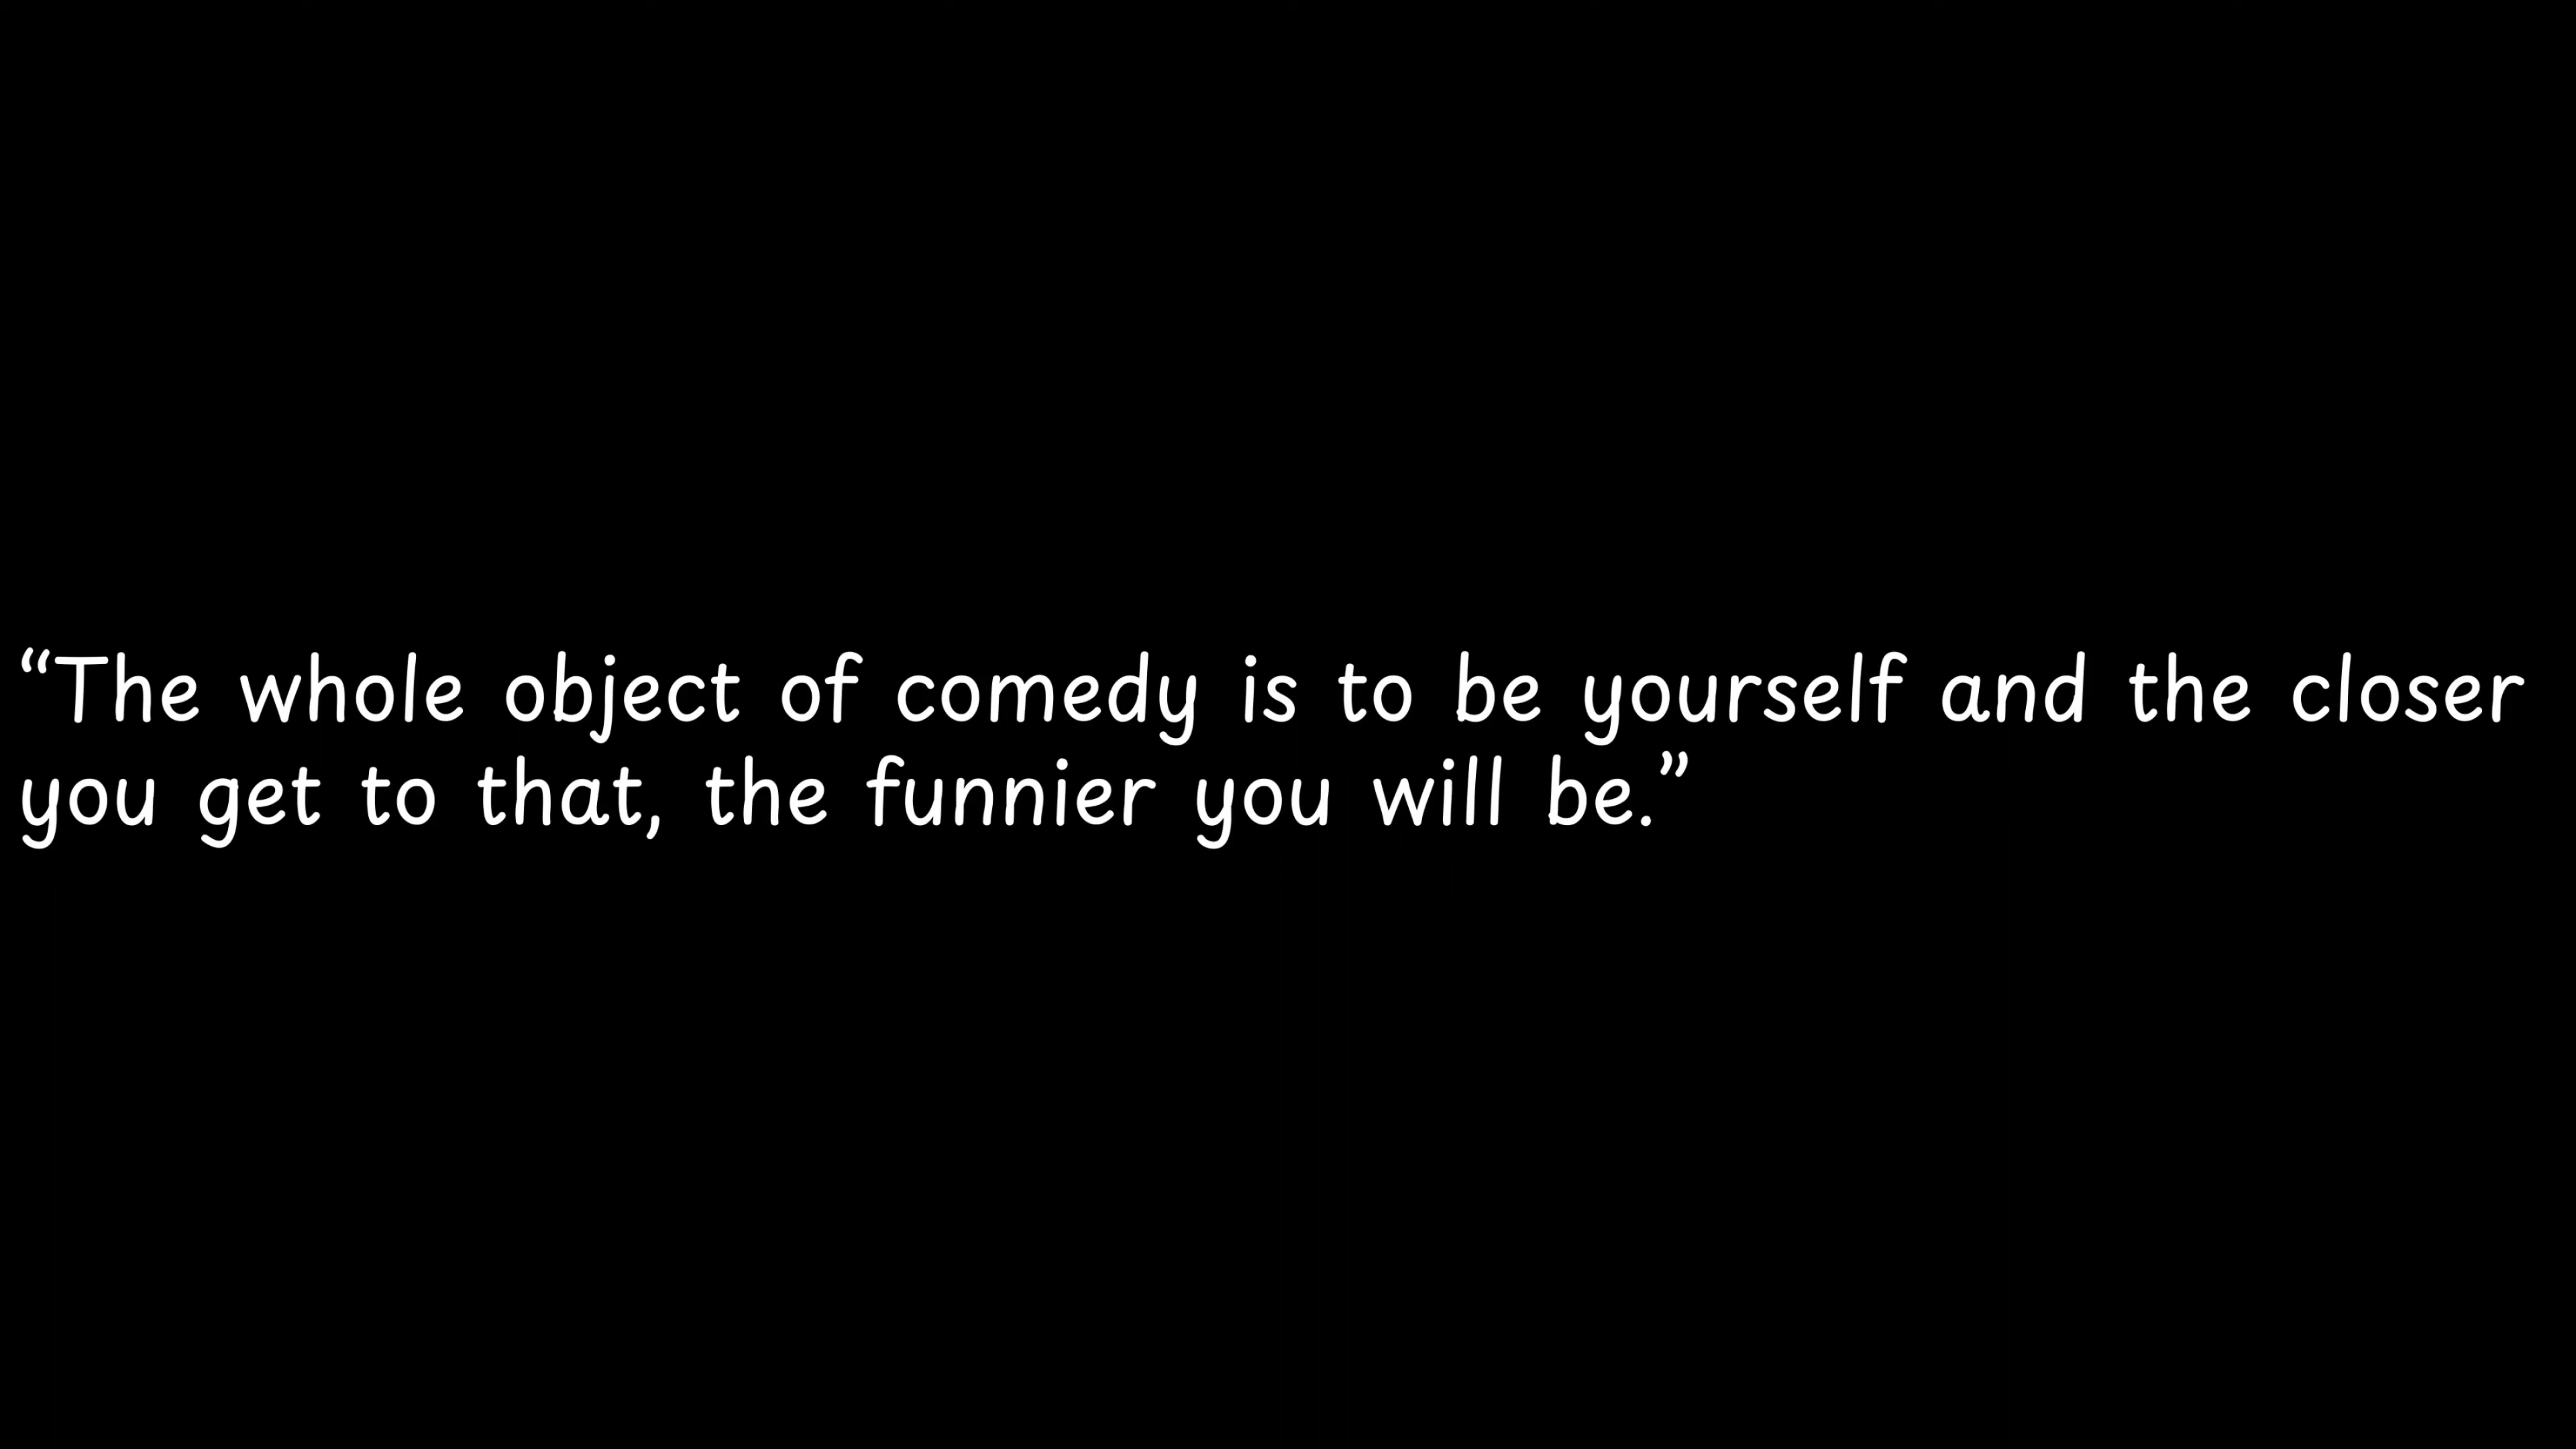 “The whole object of comedy is to be yourself and the closer
you get to that, the funnier you will be.”